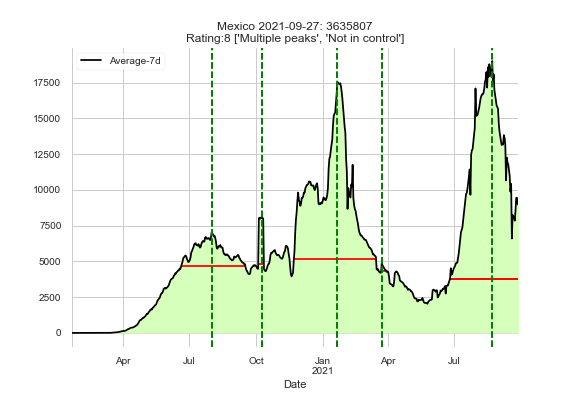 Mexico 2021-09-27: 3635807
Rating:8 ['Multiple peaks', 'Not in control']
Average-7d
17500
15000
12500
10000
7500
5000
2500
0
Apr Jul Oct Jan Apr Jul
2021
Date